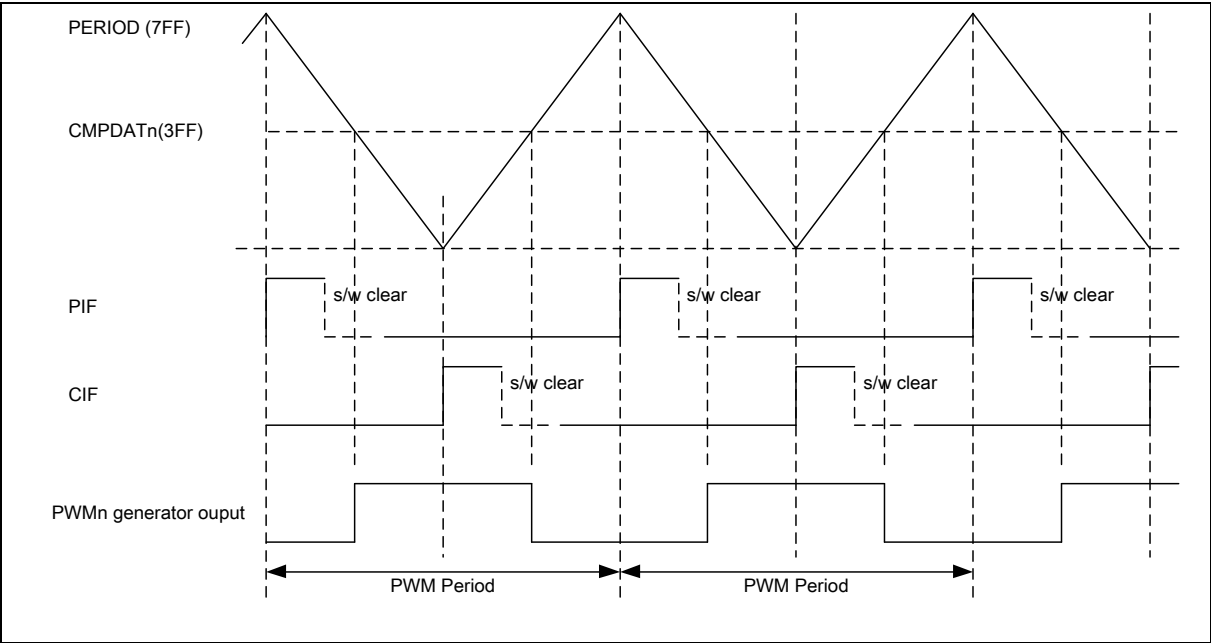 PERIOD (7FF)
CMPDATn(3FF)
PIF
s/w clear
s/w clear
s/w clear
CIF
s/w clear
s/w clear
PWMn generator ouput
PWM Period
PWM Period